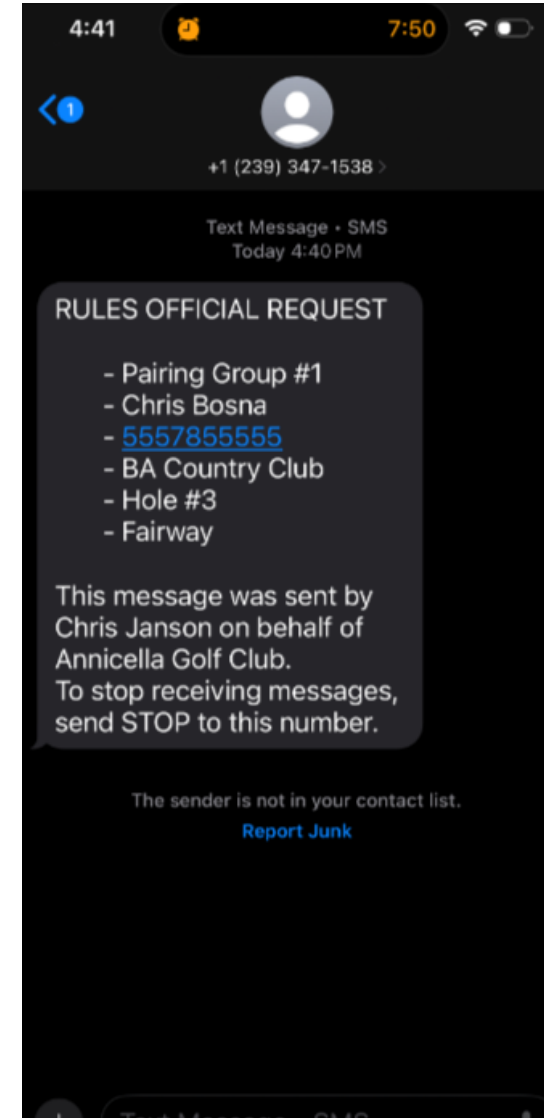 4:41
7:50
1
+1 (239) 347-1538 >
Text Message • SMS
Today 4:40 PM
RULES OFFICIAL REQUEST
- Pairing Group #1
- Chris Bosna
- 5557855555
- BA Country Club
- Hole #3
- Fairway
This message was sent by
Chris Janson on behalf of
Annicella Golf Club.
To stop receiving messages,
send STOP to this number.
The sender is not in your contact list.
Report Junk
Text Message • SMS